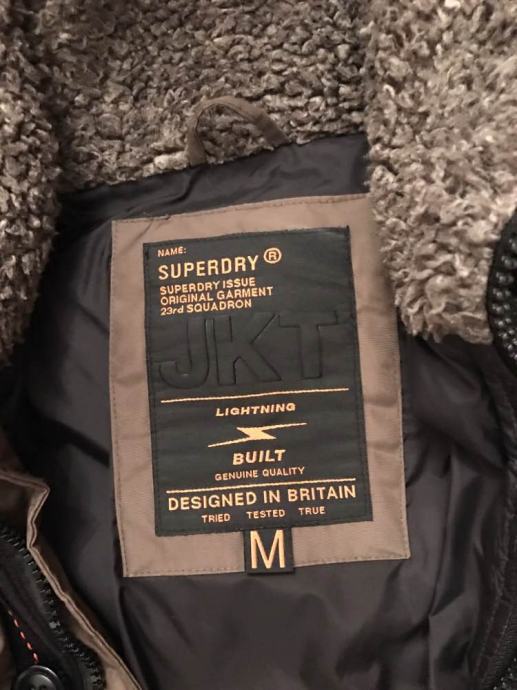 NAME:
SUPERDRY®
SUPERDRY ISSUE
ORIGINAL GARMENT
23rd SQUADRON
JKT
LIGHTNING
BUILT
GENUINE QUALITY
DESIGNED IN BRITAIN
TRIED TESTED TRUE
M